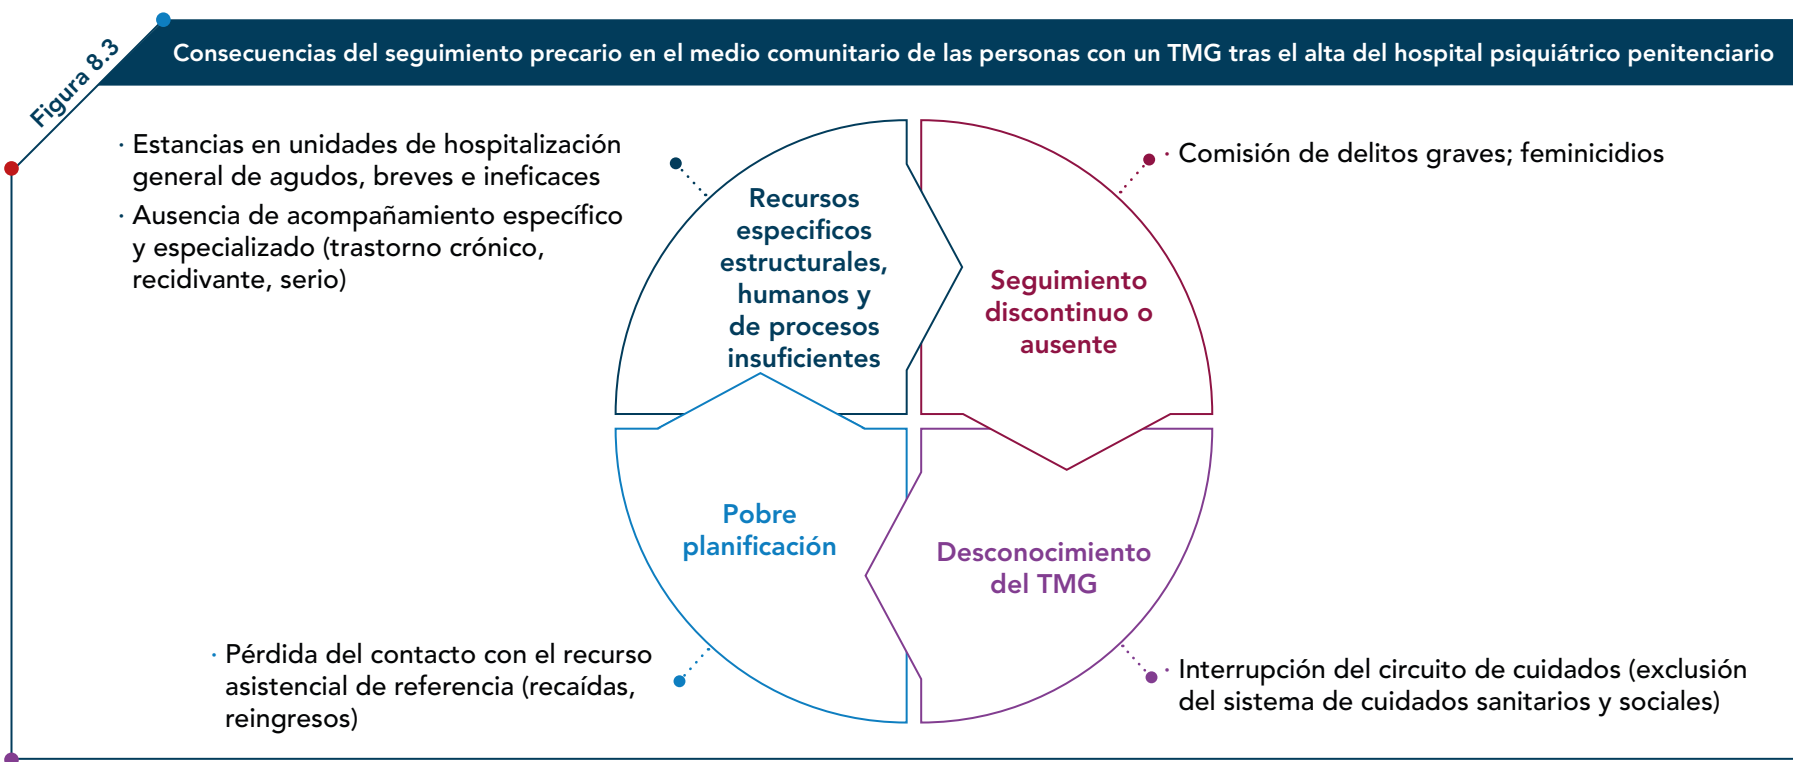 Figura 8.3
Consecuencias del seguimiento precario en el medio comunitario de las personas con un TMG tras el alta del hospital psiquiátrico penitenciario
· Estancias en unidades de hospitalización
general de agudos, breves e ineficaces
· Ausencia de acompañamiento específico
y especializado (trastorno crónico,
recidivante, serio)
Recursos
especificos
estructurales,
humanos y
de procesos
insuficientes
· Comisión de delitos graves; feminicidios
Seguimiento
discontinuo o
ausente
Pobre
planificación
Desconocimiento
del TMG
· Pérdida del contacto con el recurso
asistencial de referencia (recaídas,
reingresos)
· Interrupción del circuito de cuidados (exclusión
del sistema de cuidados sanitarios y sociales)